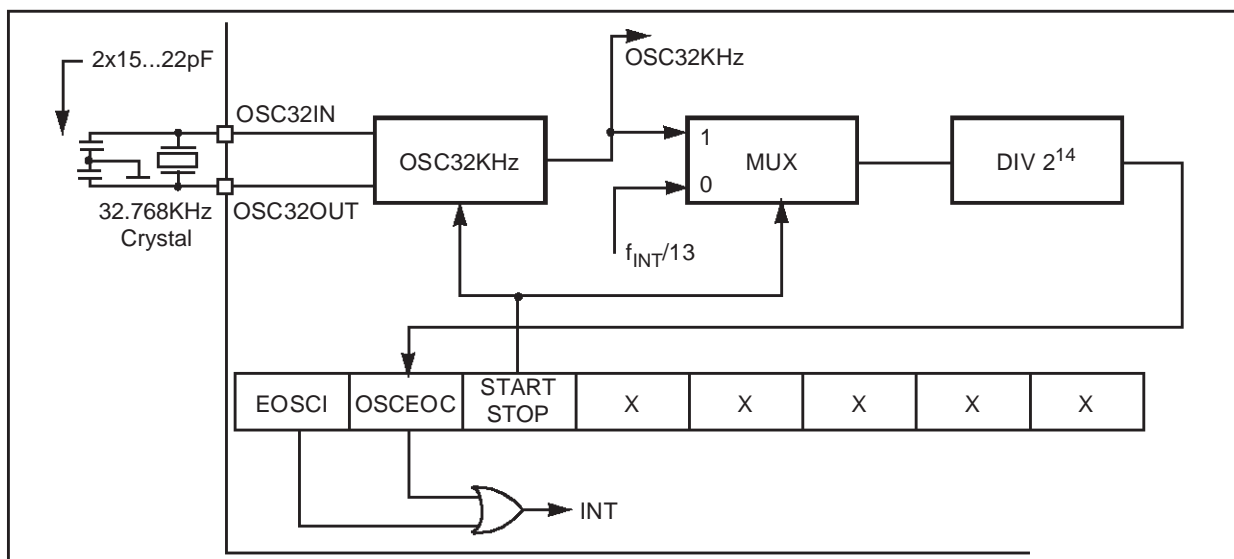 2x15...22pF
OSC32KHz
OSC32IN
OSC32KHz
1
MUX
DIV 2¹⁴
0
32.768KHz
Crystal
OSC32OUT
f_INT/13
EOSCI
OSCEOC
START
STOP
X
X
X
X
X
INT